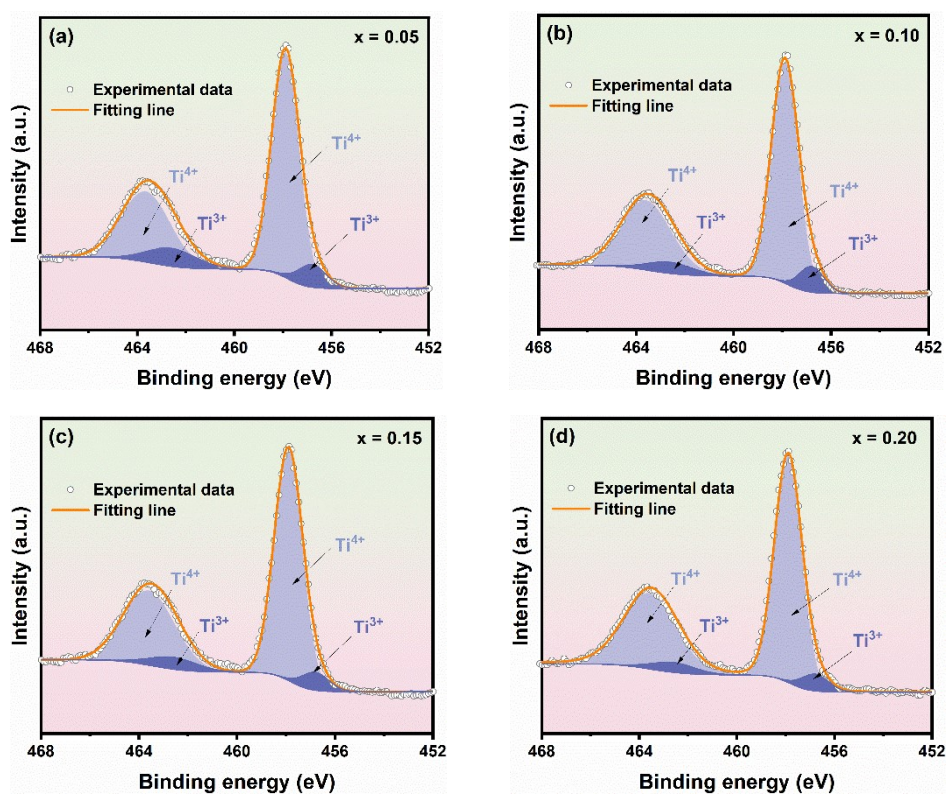 (a)
x = 0.05
Experimental data
Fitting line
Ti⁴⁺
Ti⁴⁺
Ti³⁺
Ti³⁺
Intensity (a.u.)
468 464 460 456 452
Binding energy (eV)
(b)
x = 0.10
Experimental data
Fitting line
Ti⁴⁺
Ti⁴⁺
Ti³⁺
Ti³⁺
Intensity (a.u.)
468 464 460 456 452
Binding energy (eV)
(c)
x = 0.15
Experimental data
Fitting line
Ti⁴⁺
Ti⁴⁺
Ti³⁺
Ti³⁺
Intensity (a.u.)
468 464 460 456 452
Binding energy (eV)
(d)
x = 0.20
Experimental data
Fitting line
Ti⁴⁺
Ti⁴⁺
Ti³⁺
Ti³⁺
Intensity (a.u.)
468 464 460 456 452
Binding energy (eV)